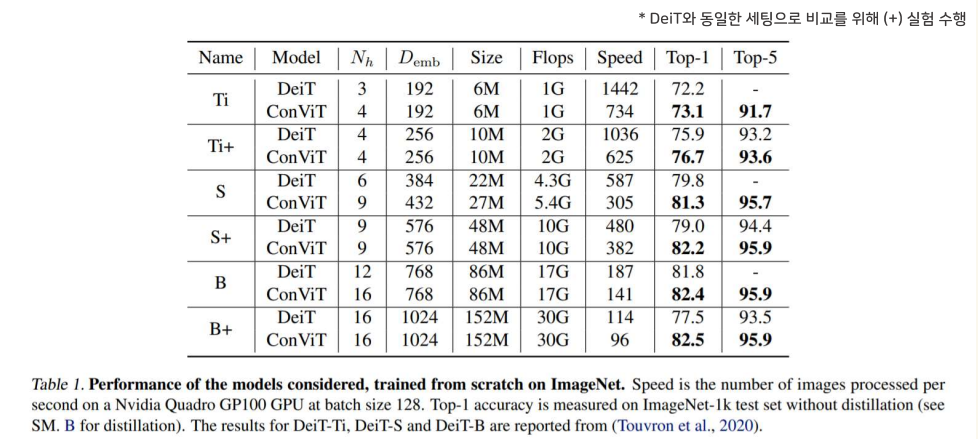 * DeiT와 동일한 세팅으로 비교를 위해 (+) 실험 수행
Name Model N_h D_emb Size Flops Speed Top-1 Top-5
Ti DeiT 3 192 6M 1G 1442 72.2 -
ConViT 4 192 6M 1G 734 73.1 91.7
Ti+ DeiT 4 256 10M 2G 1036 75.9 93.2
ConViT 4 256 10M 2G 625 76.7 93.6
S DeiT 6 384 22M 4.3G 587 79.8 -
ConViT 9 432 27M 5.4G 305 81.3 95.7
S+ DeiT 9 576 48M 10G 480 79.0 94.4
ConViT 9 576 48M 10G 382 82.2 95.9
B DeiT 12 768 86M 17G 187 81.8 -
ConViT 16 768 86M 17G 141 82.4 95.9
B+ DeiT 16 1024 152M 30G 114 77.5 93.5
ConViT 16 1024 152M 30G 96 82.5 95.9
Table 1. Performance of the models considered, trained from scratch on ImageNet. Speed is the number of images processed per
second on a Nvidia Quadro GP100 GPU at batch size 128. Top-1 accuracy is measured on ImageNet-1k test set without distillation (see
SM. B for distillation). The results for DeiT-Ti, DeiT-S and DeiT-B are reported from (Touvron et al., 2020).